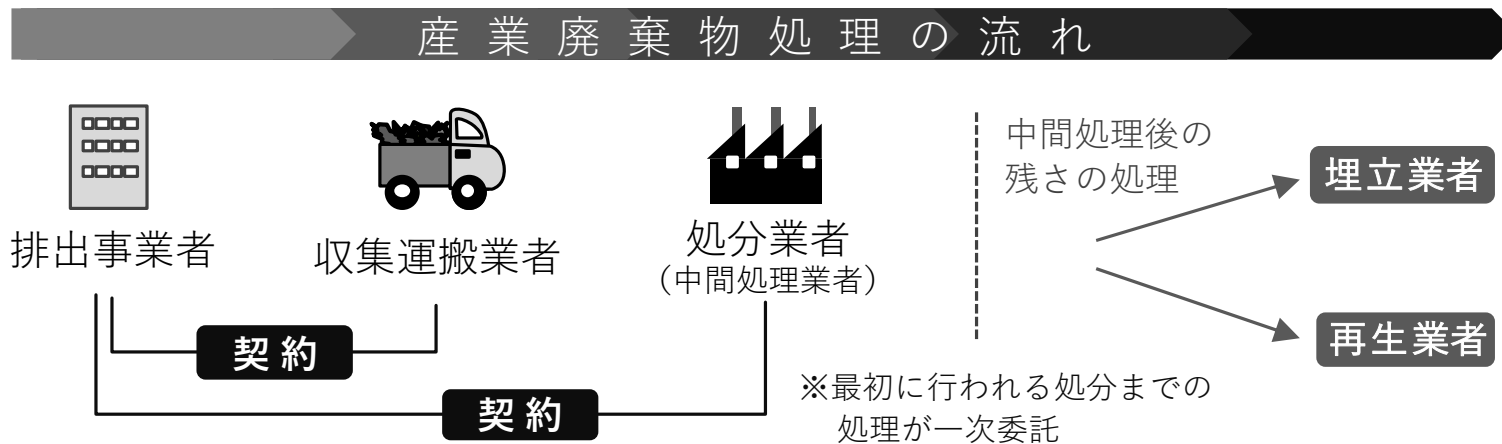 産業廃棄物処理の流れ
排出事業者
収集運搬業者
処分業者
（中間処理業者）
中間処理後の
残さの処理
埋立業者
再生業者
契約
契約
※最初に行われる処分までの
処理が一次委託